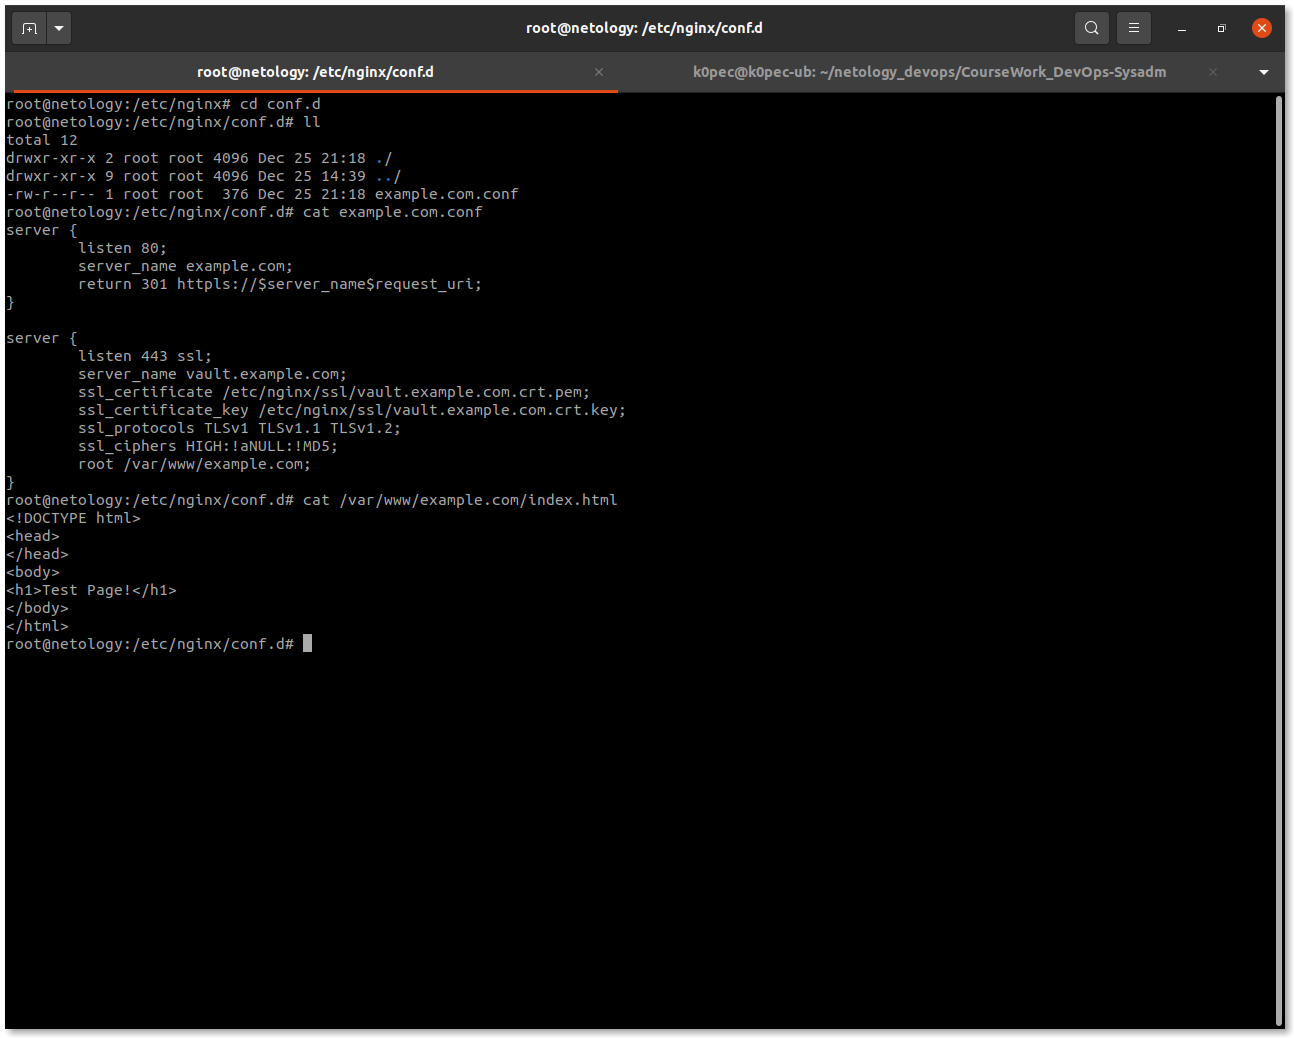 root@netology: /etc/nginx/conf.d
root@netology: /etc/nginx/conf.d
k0pec@k0pec-ub: ~/netology_devops/CourseWork_DevOps-Sysadm
root@netology:/etc/nginx# cd conf.d
root@netology:/etc/nginx/conf.d# ll
total 12
drwxr-xr-x 2 root root 4096 Dec 25 21:18 ./
drwxr-xr-x 9 root root 4096 Dec 25 14:39 ../
-rw-r--r-- 1 root root  376 Dec 25 21:18 example.com.conf
root@netology:/etc/nginx/conf.d# cat example.com.conf
server {
        listen 80;
        server_name example.com;
        return 301 httpls://$server_name$request_uri;
}

server {
        listen 443 ssl;
        server_name vault.example.com;
        ssl_certificate /etc/nginx/ssl/vault.example.com.crt.pem;
        ssl_certificate_key /etc/nginx/ssl/vault.example.com.crt.key;
        ssl_protocols TLSv1 TLSv1.1 TLSv1.2;
        ssl_ciphers HIGH:!aNULL:!MD5;
        root /var/www/example.com;
}
root@netology:/etc/nginx/conf.d# cat /var/www/example.com/index.html
<!DOCTYPE html>
<head>
</head>
<body>
<h1>Test Page!</h1>
</body>
</html>
root@netology:/etc/nginx/conf.d#